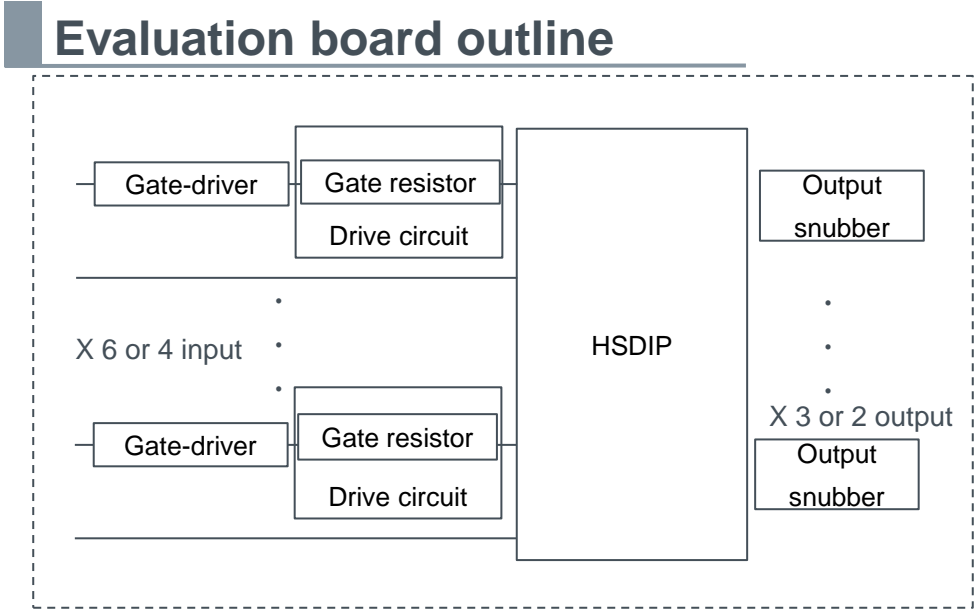 Evaluation board outline
Gate-driver
Gate resistor
Drive circuit
Output
snubber
X 6 or 4 input
HSDIP
X 3 or 2 output
Gate-driver
Gate resistor
Drive circuit
Output
snubber